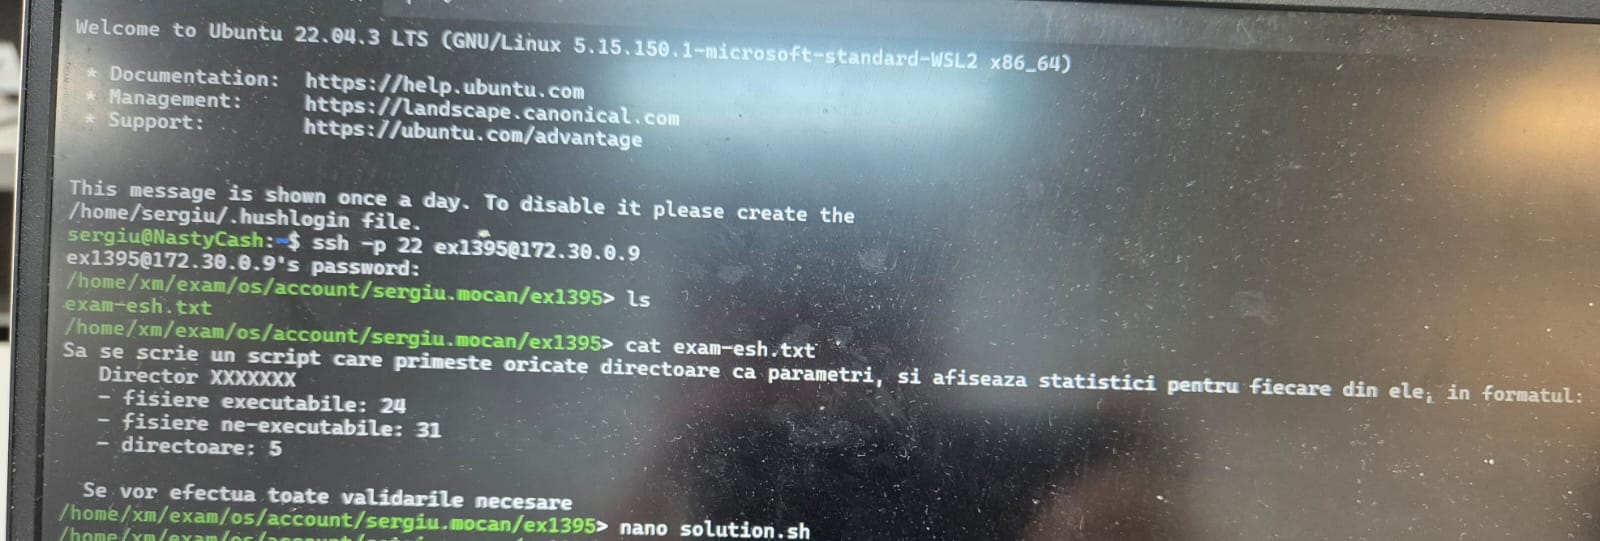 Welcome to Ubuntu 22.04.3 LTS (GNU/Linux 5.15.150.1-microsoft-standard-WSL2 x86_64)
* Documentation:  https://help.ubuntu.com
* Management:     https://landscape.canonical.com
* Support:        https://ubuntu.com/advantage
This message is shown once a day. To disable it please create the
/home/sergiu/.hushlogin file.
sergiu@NastyCash:~$ ssh -p 22 ex1395@172.30.0.9
ex1395@172.30.0.9's password:
/home/xm/exam/os/account/sergiu.mocan/ex1395> ls
exam-esh.txt
/home/xm/exam/os/account/sergiu.mocan/ex1395> cat exam-esh.txt
Sa se scrie un script care primeste oricate directoare ca parametri, si afiseaza statistici pentru fiecare din ele, in formatul:
Director XXXXXXX
- fisiere executabile: 24
- fisiere ne-executabile: 31
- directoare: 5
Se vor efectua toate validarile necesare
/home/xm/exam/os/account/sergiu.mocan/ex1395> nano solution.sh
/home/xm/exam/os/account/sergiu.mocan/ex1395>